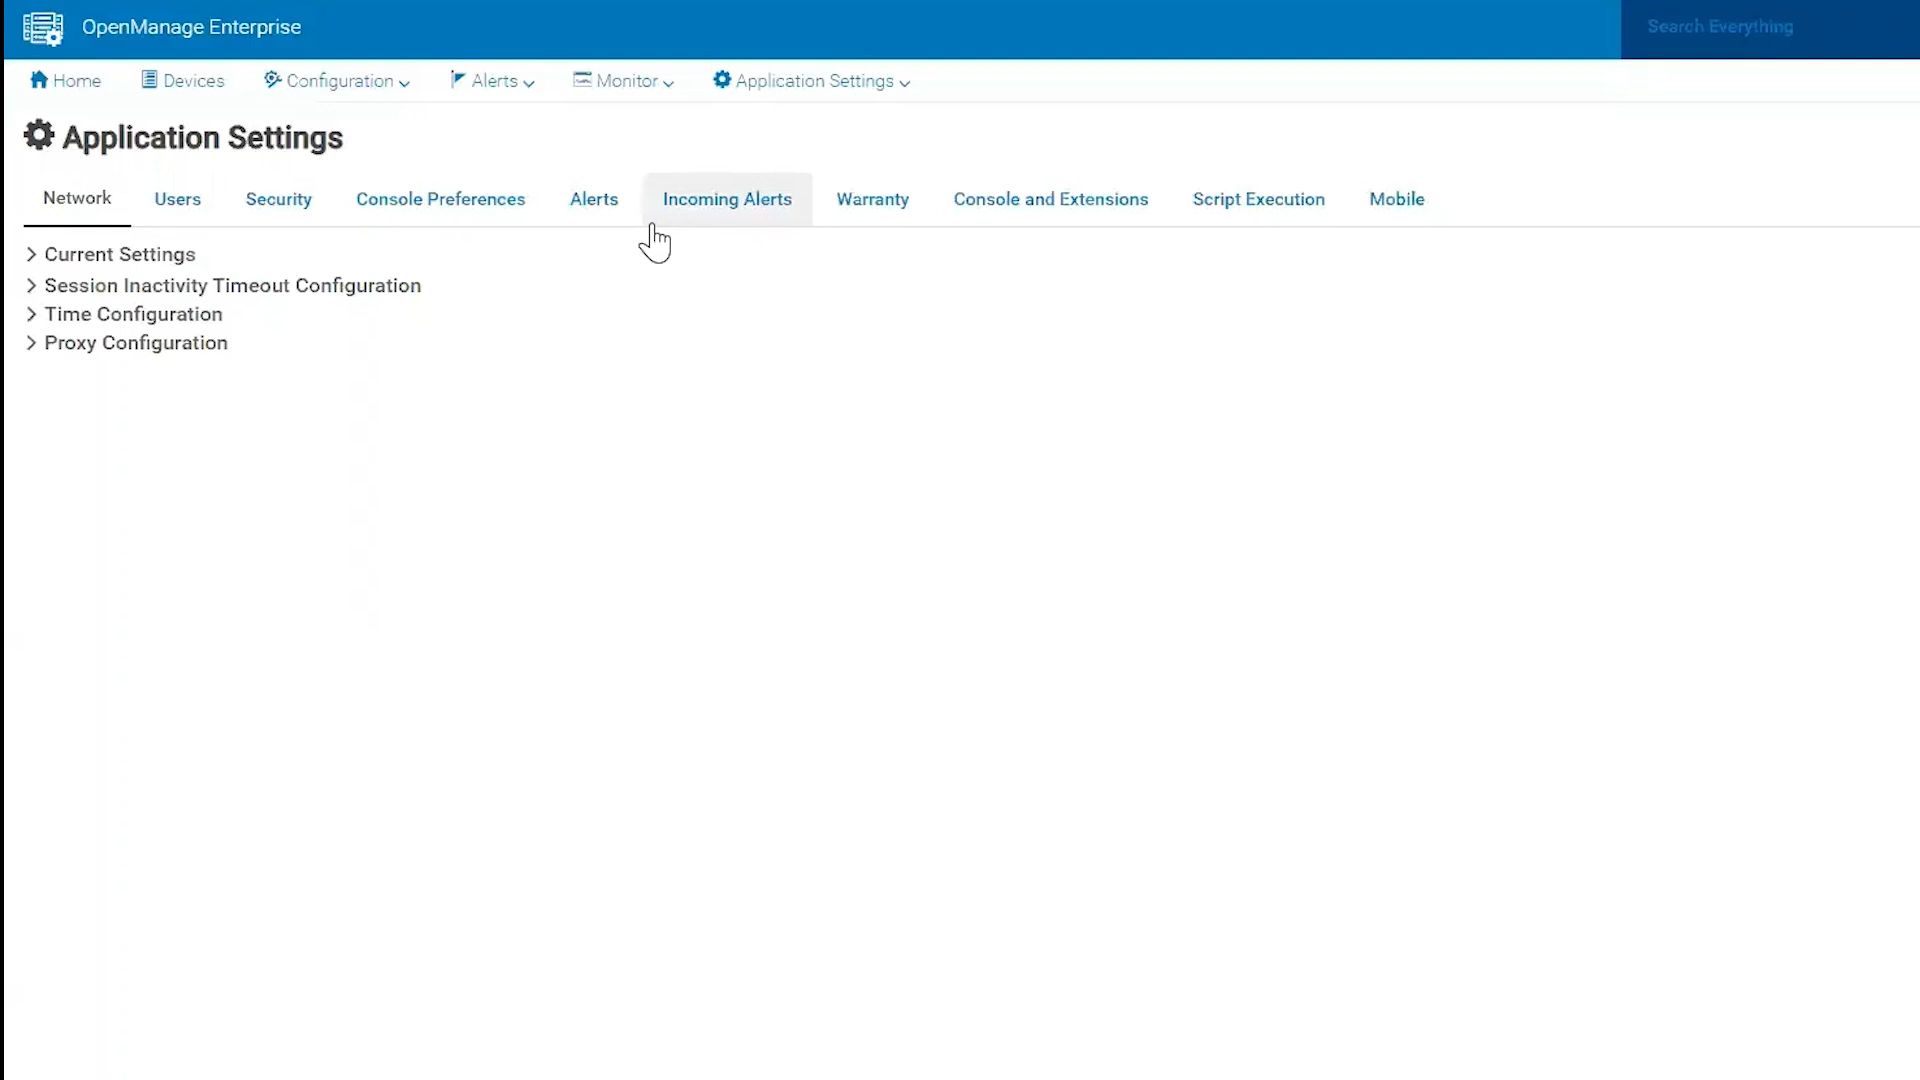 OpenManage Enterprise
Search Everything
Home Devices Configuration Alerts Monitor Application Settings
Application Settings
Network Users Security Console Preferences Alerts Incoming Alerts Warranty Console and Extensions Script Execution Mobile
Current Settings
Session Inactivity Timeout Configuration
Time Configuration
Proxy Configuration